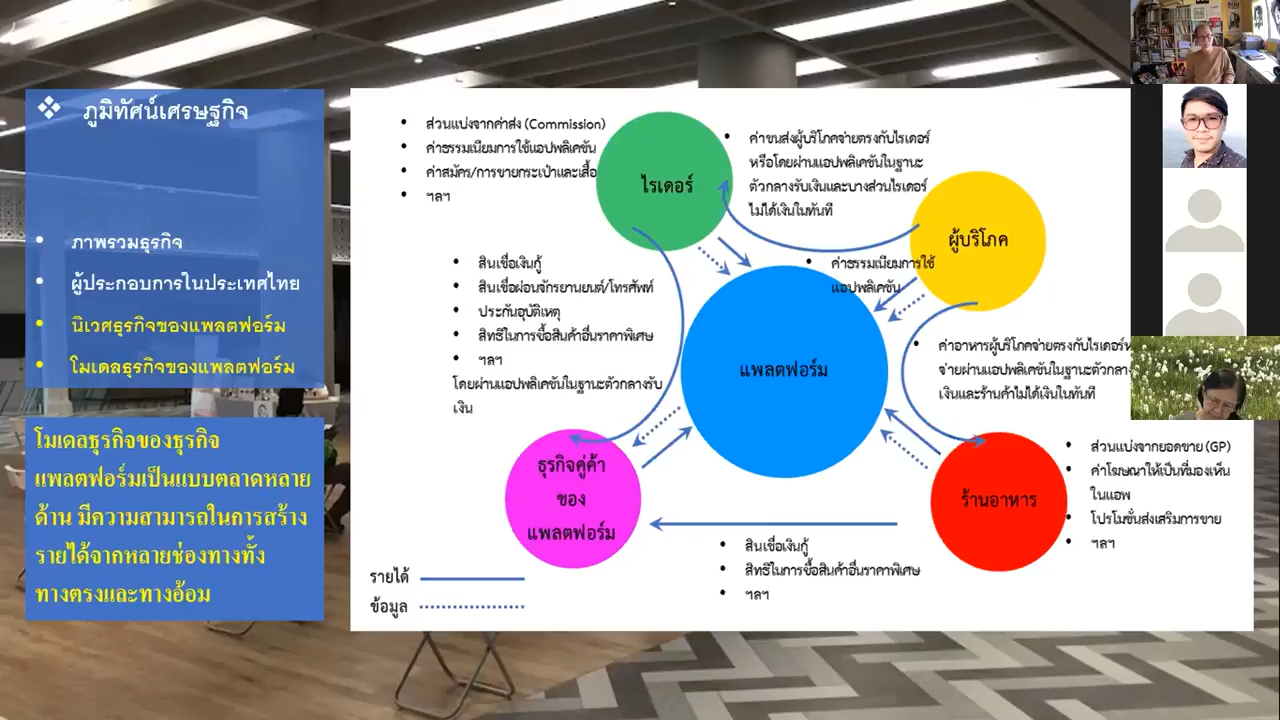 ❖ ภูมิทัศน์เศรษฐกิจ
• ภาพรวมธุรกิจ
• ผู้ประกอบการในประเทศไทย
• นิเวศธุรกิจของแพลตฟอร์ม
• โมเดลธุรกิจของแพลตฟอร์ม
โมเดลธุรกิจของธุรกิจ
แพลตฟอร์มเป็นแบบตลาดหลาย
ด้าน มีความสามารถในการสร้าง
รายได้จากหลายช่องทางทั้ง
ทางตรงและทางอ้อม
• ส่วนแบ่งจากค่าส่ง (Commission)
• ค่าธรรมเนียมการใช้แอปพลิเคชัน
• ค่าสมัคร/การขายกระเป๋าและเสื้อ
• ฯลฯ
ไรเดอร์
• ค่าขนส่งผู้บริโภคจ่ายตรงกับไรเดอร์
หรือโดยผ่านแอปพลิเคชันในฐานะ
ตัวกลางรับเงินและบางส่วนไรเดอร์
ไม่ได้เงินในทันที
ผู้บริโภค
• สินเชื่อเงินกู้
• สินเชื่อผ่อนจักรยานยนต์/โทรศัพท์
• ประกันอุบัติเหตุ
• สิทธิในการซื้อสินค้าอื่นราคาพิเศษ
• ฯลฯ
โดยผ่านแอปพลิเคชันในฐานะตัวกลางรับ
เงิน
• ค่าธรรมเนียมการใช้
แอปพลิเคชัน
แพลตฟอร์ม
• ค่าอาหารผู้บริโภคจ่ายตรงกับไรเดอร์
จ่ายผ่านแอปพลิเคชันในฐานะตัวกลาง
เงินและร้านค้าไม่ได้เงินในทันที
ธุรกิจคู่ค้า
ของ
แพลตฟอร์ม
ร้านอาหาร
• ส่วนแบ่งจากยอดขาย (GP)
• ค่าโฆษณาให้เป็นที่มองเห็น
ในแอพ
• โปรโมชั่นส่งเสริมการขาย
• ฯลฯ
• สินเชื่อเงินกู้
• สิทธิในการซื้อสินค้าอื่นราคาพิเศษ
• ฯลฯ
รายได้
ข้อมูล